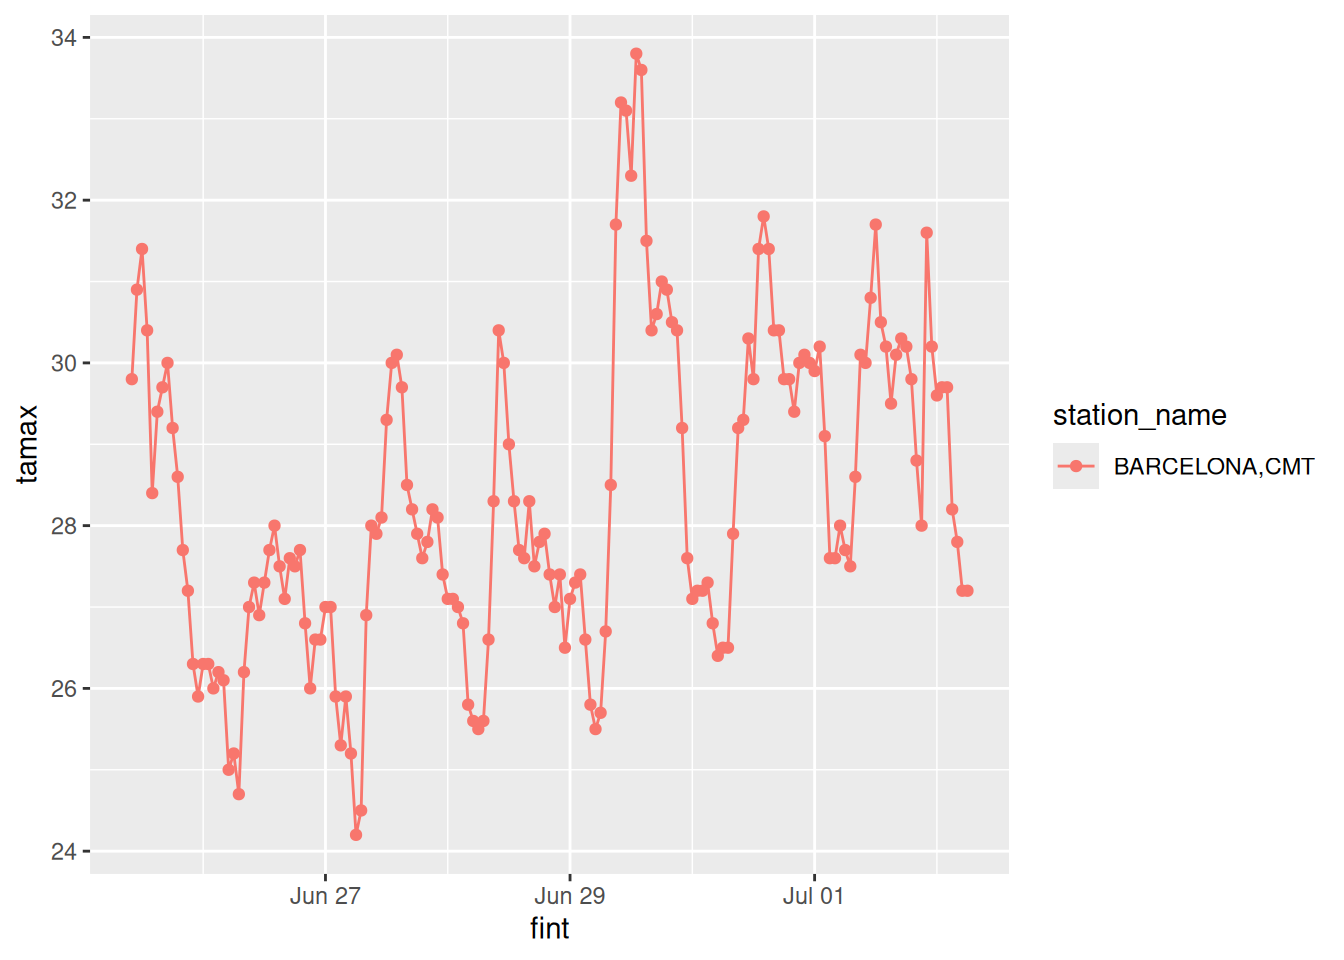 34
32
30
28
26
24
tamax
Jun 27
Jun 29
Jul 01
fint
station_name
BARCELONA,CMT